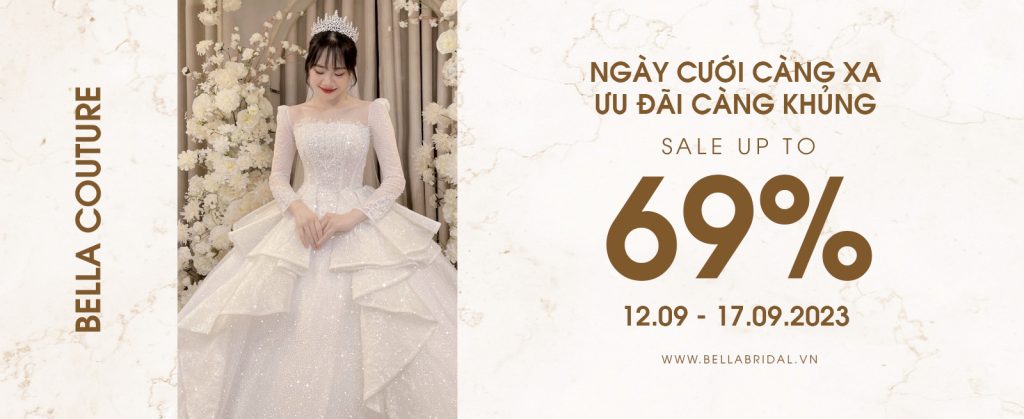 BELLA COUTURE
NGÀY CƯỚI CÀNG XA
ƯU ĐÃI CÀNG KHỦNG
SALE UP TO
69%
12.09 - 17.09.2023
WWW.BELLABRIDAL.VN